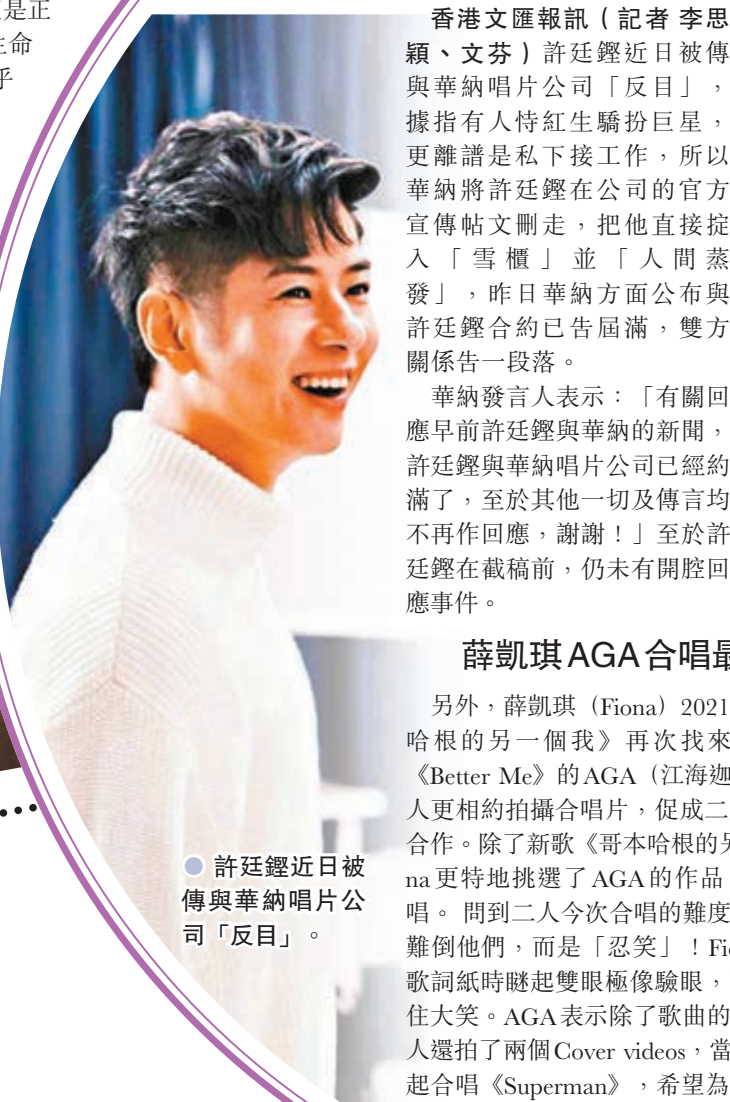 是正
生命
乎
香港文匯報訊（記者 李思
穎、文芬）許廷鏗近日被傳
與華納唱片公司「反目」，
據指有人恃紅生驕扮巨星，
更離譜是私下接工作，所以
華納將許廷鏗在公司的官方
宣傳帖文刪走，把他直接掟
入「雪櫃」並「人間蒸
發」，昨日華納方面公布與
許廷鏗合約已告屆滿，雙方
關係告一段落。
華納發言人表示：「有關回
應早前許廷鏗與華納的新聞，
許廷鏗與華納唱片公司已經約
滿了，至於其他一切及傳言均
不再作回應，謝謝！」至於許
廷鏗在截稿前，仍未有開腔回
應事件。
薛凱琪AGA合唱最
另外，薛凱琪（Fiona）2021
哈根的另一個我》再次找來
《Better Me》的AGA（江海迦
人更相約拍攝合唱片，促成二
合作。除了新歌《哥本哈根的另
na更特地挑選了AGA的作品
唱。 問到二人今次合唱的難度
難倒他們，而是「忍笑」！Fio
歌詞紙時瞇起雙眼極像驗眼，
住大笑。AGA表示除了歌曲的
人還拍了兩個Cover videos，當
起合唱《Superman》，希望為
● 許廷鏗近日被
傳與華納唱片公
司「反目」。